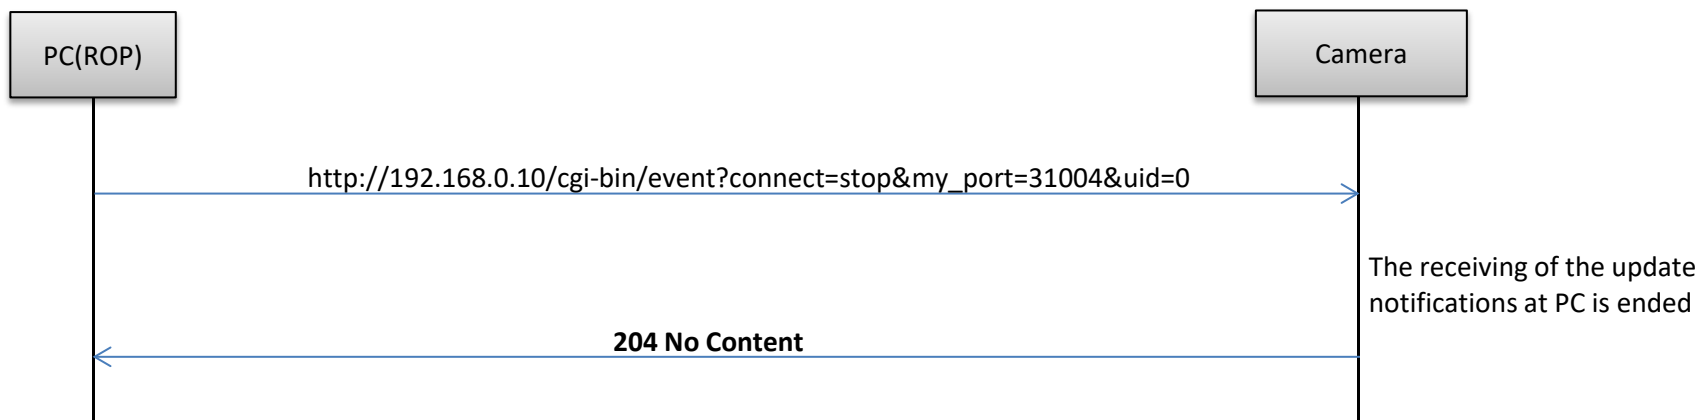 PC(ROP)
Camera
http://192.168.0.10/cgi-bin/event?connect=stop&my_port=31004&uid=0
The receiving of the update
notifications at PC is ended
204 No Content